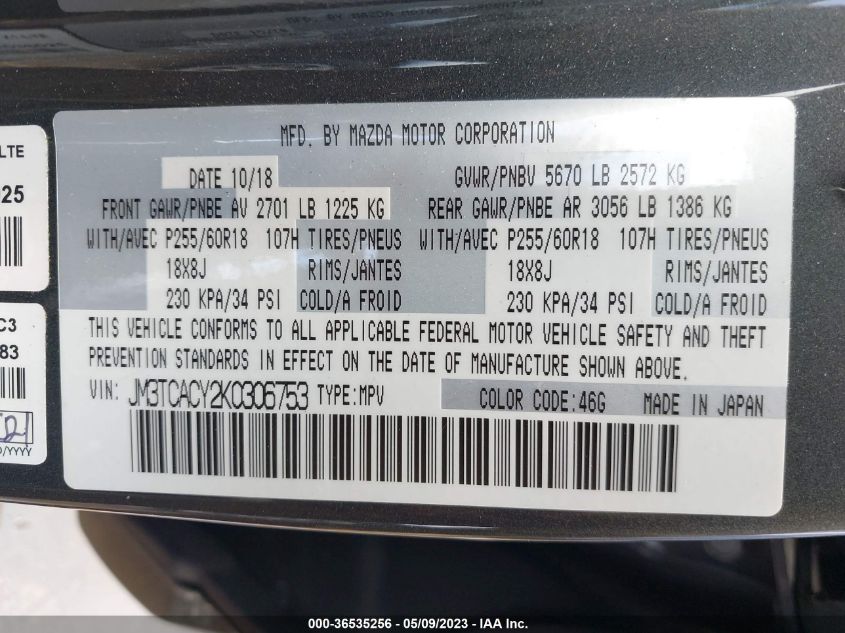 LTE
025
C3
83
D/YYYY
MFD. BY MAZDA MOTOR CORPORATION
DATE 10/18 GVWR/PNBV 5670 LB 2572 KG
FRONT GAWR/PNBE AV 2701 LB 1225 KG REAR GAWR/PNBE AR 3056 LB 1386 KG
WITH/AVEC P255/60R18 107H TIRES/PNEUS WITH/AVEC P255/60R18 107H TIRES/PNEUS
18X8J RIMS/JANTES 18X8J RIMS/JANTES
230 KPA/34 PSI COLD/A FROID 230 KPA/34 PSI COLD/A FROID
THIS VEHICLE CONFORMS TO ALL APPLICABLE FEDERAL MOTOR VEHICLE SAFETY AND THEFT
PREVENTION STANDARDS IN EFFECT ON THE DATE OF MANUFACTURE SHOWN ABOVE.
VIN: JM3TCACY2K0306753 TYPE:MPV COLOR CODE:46G MADE IN JAPAN
000-36535256 - 05/09/2023 - IAAI.COM